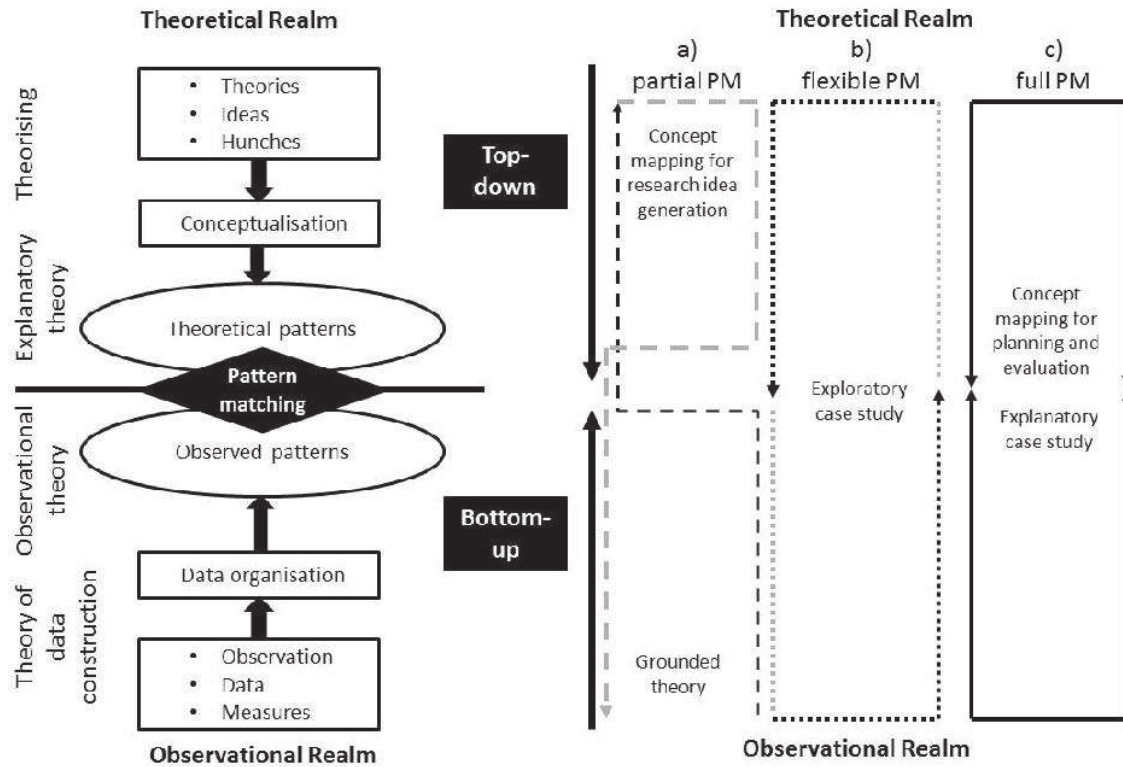 Theoretical Realm
Theorising
• Theories
• Ideas
• Hunches
Conceptualisation
Explanatory
theory
Theoretical patterns
Pattern
matching
Observational
theory
Observed patterns
Data organisation
Theory of
data
construction
• Observation
• Data
• Measures
Observational Realm
Top-
down
Bottom-
up
Theoretical Realm
a)
partial PM
b)
flexible PM
c)
full PM
Concept
mapping for
research idea
generation
Grounded
theory
Exploratory
case study
Concept
mapping for
planning and
evaluation
Explanatory
case study
Observational Realm